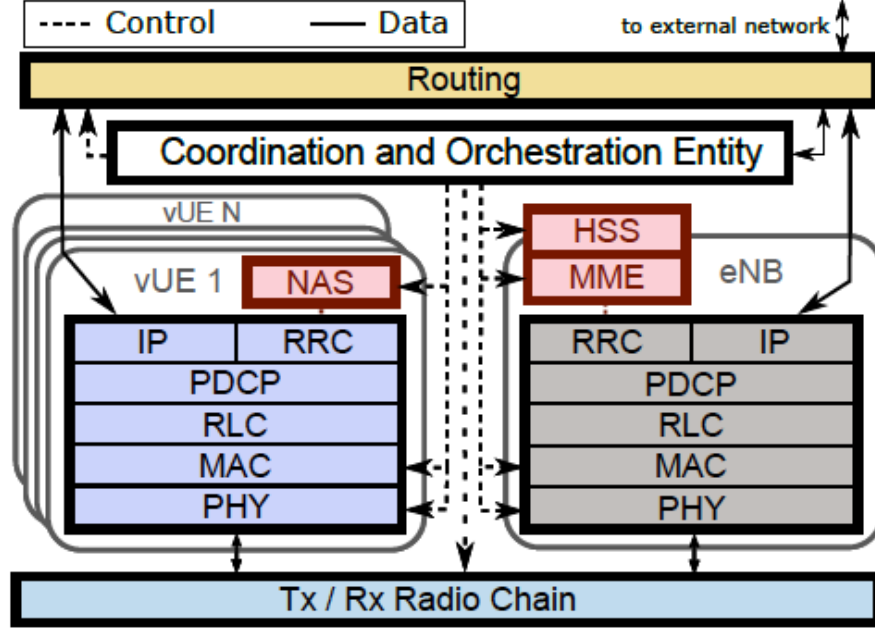 Control Data to external network
Routing
Coordination and Orchestration Entity
vUE N
HSS
vUE 1 NAS MME eNB
IP RRC RRC IP
PDCP PDCP
RLC RLC
MAC MAC
PHY PHY
Tx / Rx Radio Chain